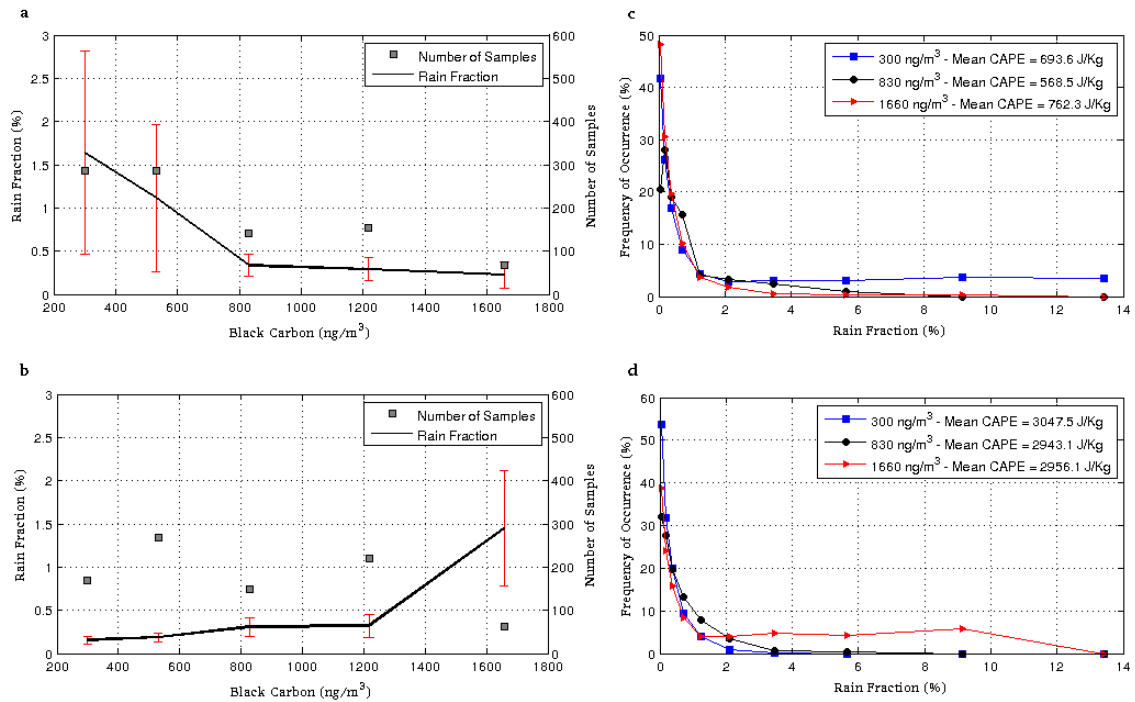 a
3
2.5
2
1.5
1
0.5
0
600
500
400
300
200
100
0
200 400 600 800 1000 1200 1400 1600 1800
Rain Fraction (%)
Number of Samples
Black Carbon (ng/m³)
Number of Samples
Rain Fraction
c
50
40
30
20
10
0
0 2 4 6 8 10 12 14
Frequency of Occurrence (%)
Rain Fraction (%)
300 ng/m³ - Mean CAPE = 693.6 J/Kg
830 ng/m³ - Mean CAPE = 568.5 J/Kg
1660 ng/m³ - Mean CAPE = 762.3 J/Kg
b
3
2.5
2
1.5
1
0.5
0
600
500
400
300
200
100
0
200 400 600 800 1000 1200 1400 1600 1800
Rain Fraction (%)
Number of Samples
Black Carbon (ng/m³)
Number of Samples
Rain Fraction
d
60
50
40
30
20
10
0
0 2 4 6 8 10 12 14
Frequency of Occurrence (%)
Rain Fraction (%)
300 ng/m³ - Mean CAPE = 3047.5 J/Kg
830 ng/m³ - Mean CAPE = 2943.1 J/Kg
1660 ng/m³ - Mean CAPE = 2956.1 J/Kg